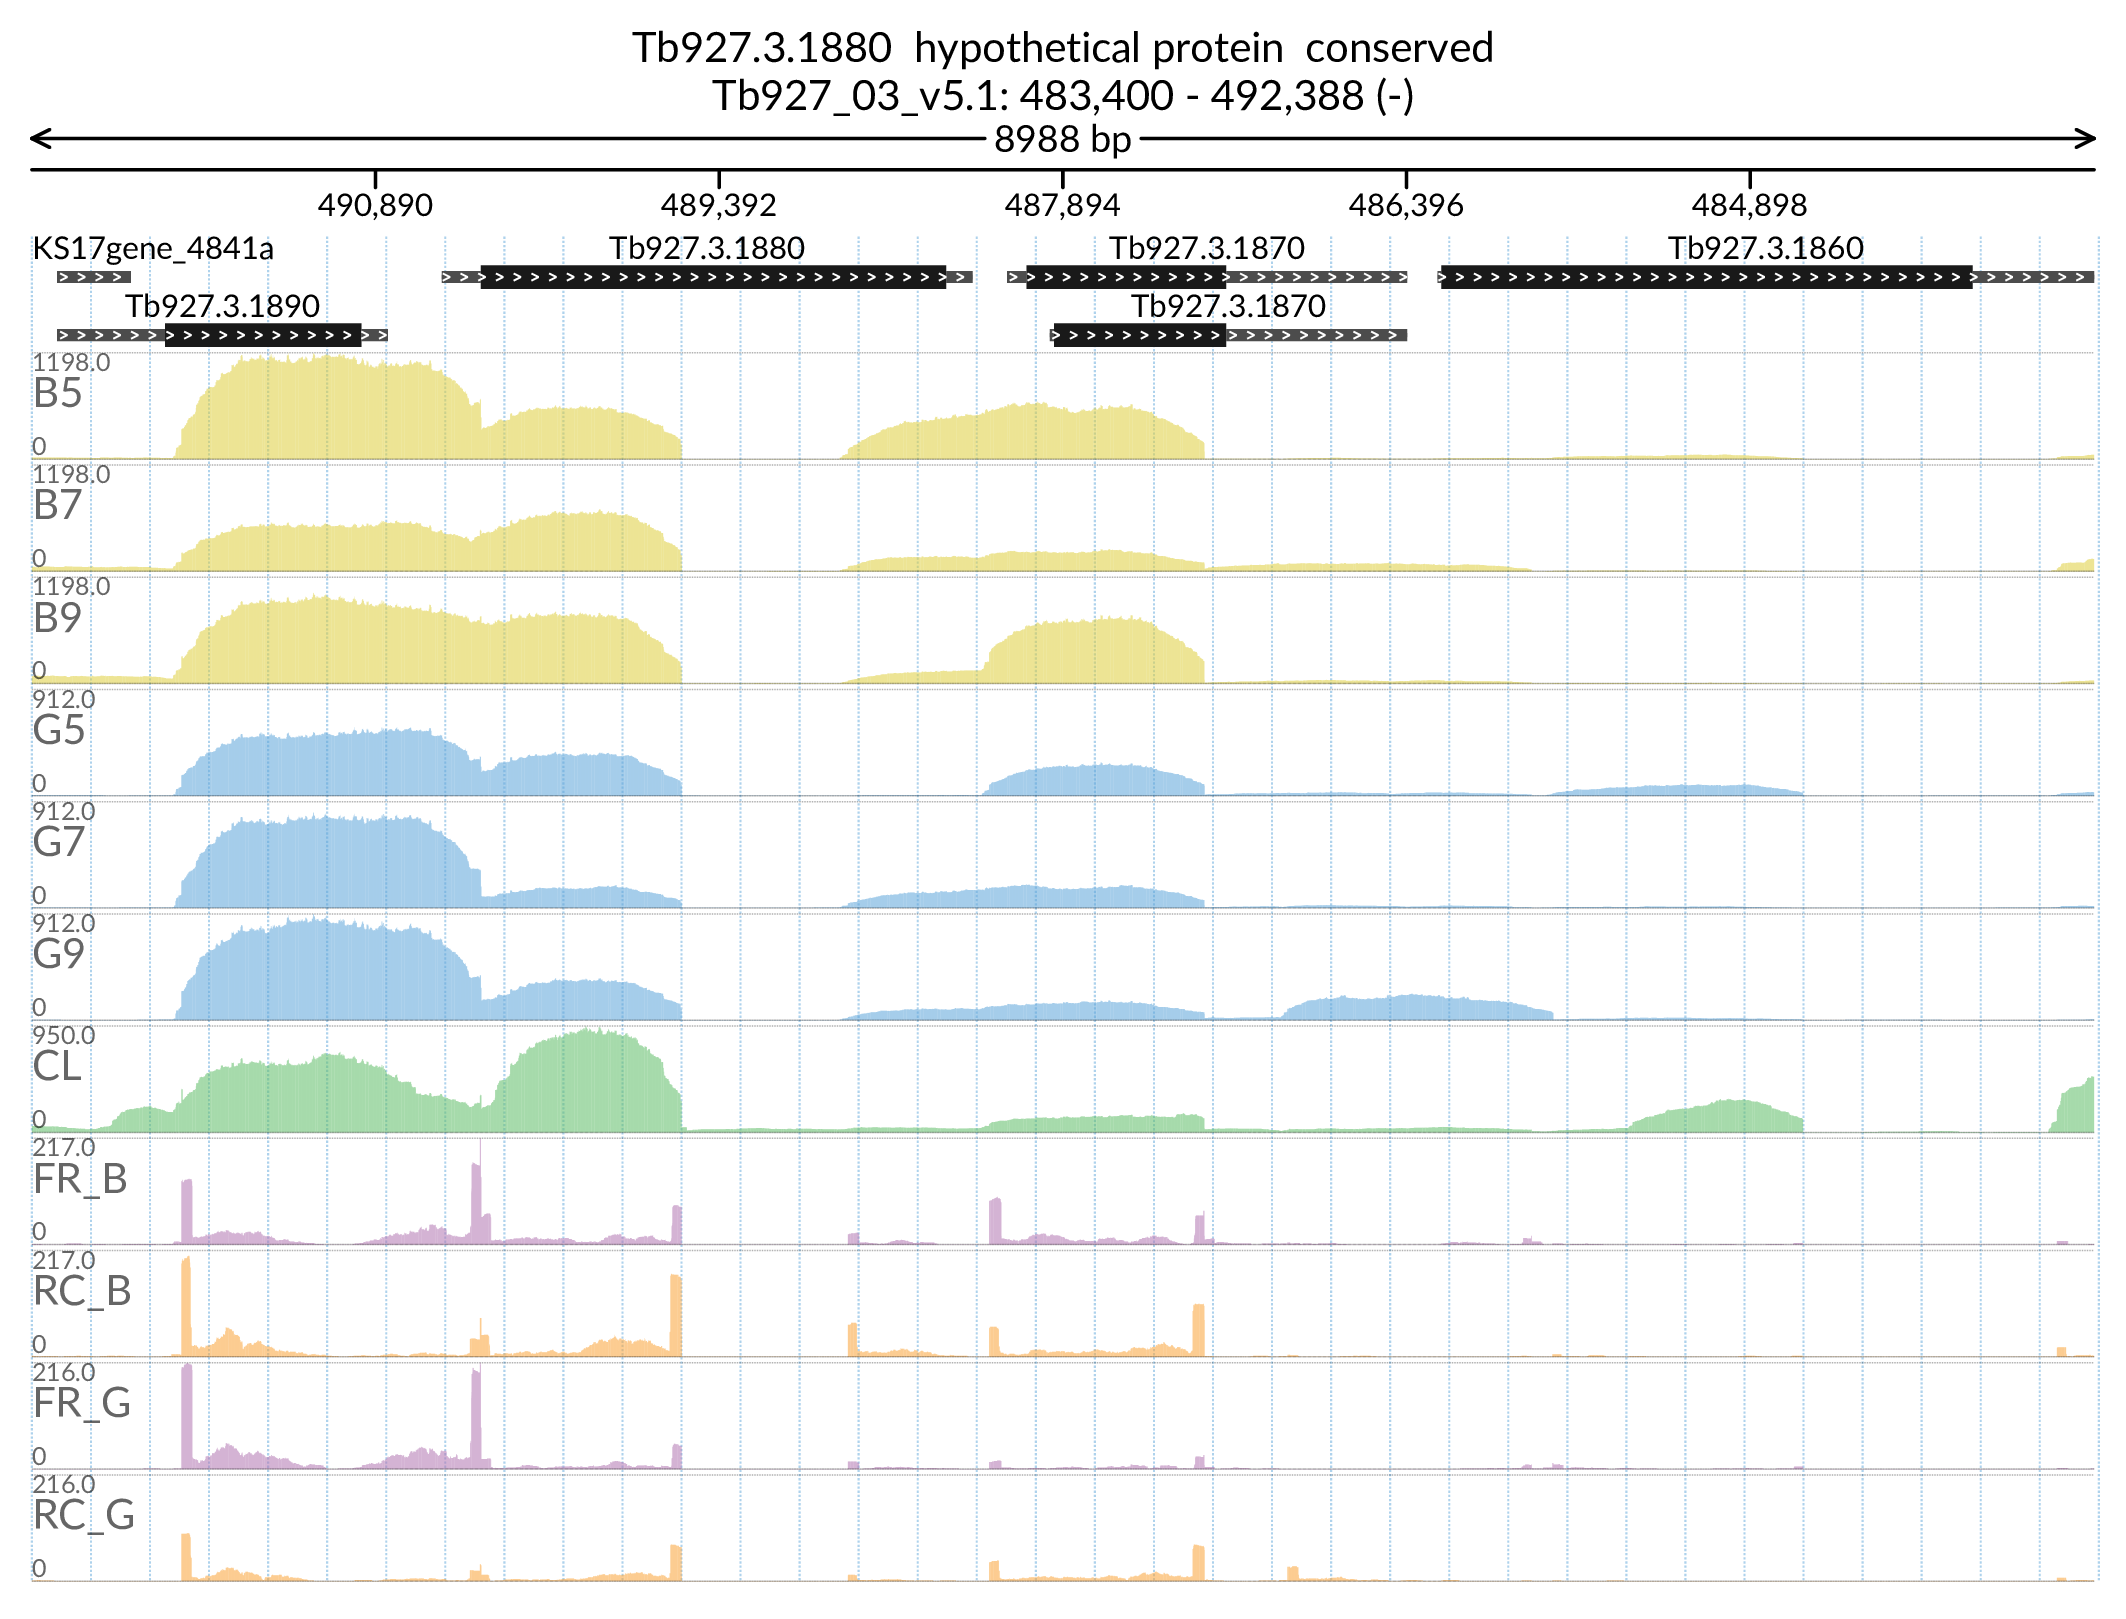 Tb927.3.1880  hypothetical protein  conserved
Tb927_03_v5.1: 483,400 - 492,388 (-)
8988 bp
490,890 489,392 487,894 486,396 484,898
KS17gene_4841a Tb927.3.1880 Tb927.3.1870 Tb927.3.1860
Tb927.3.1890 Tb927.3.1870
1198.0
B5
0
1198.0
B7
0
1198.0
B9
0
912.0
G5
0
912.0
G7
0
912.0
G9
0
950.0
CL
0
217.0
FR_B
0
217.0
RC_B
0
216.0
FR_G
0
216.0
RC_G
0